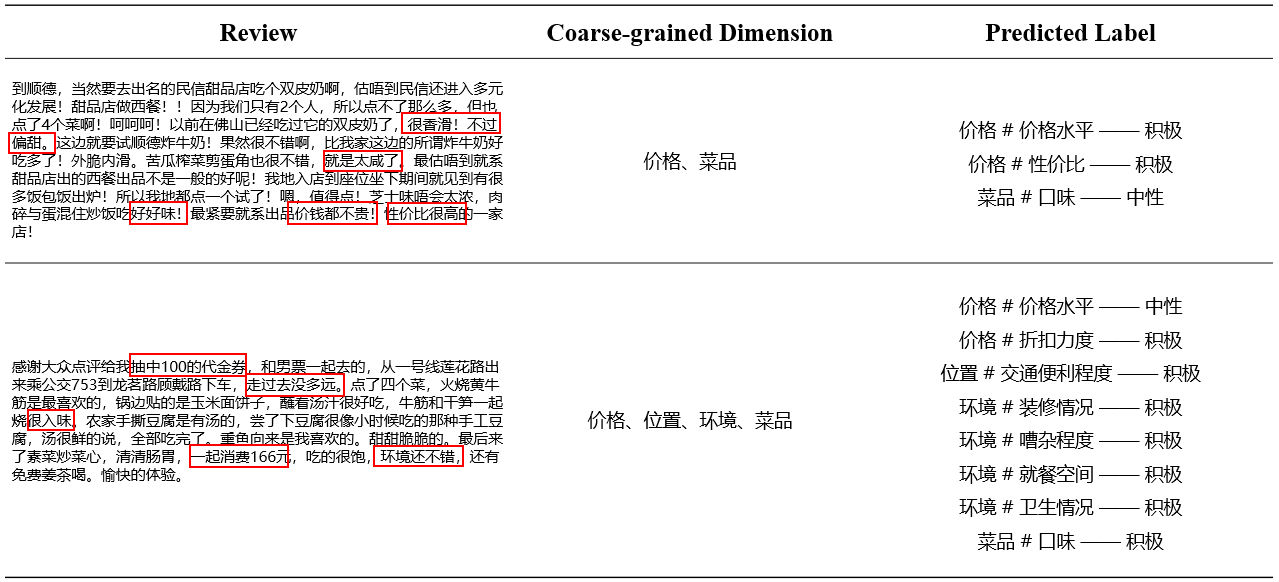 Review
Coarse-grained Dimension
Predicted Label
到顺德，当然要去出名的民信甜品店吃个双皮奶啊，估唔到民信还进入多元
化发展！甜品店做西餐！！因为我们只有2个人，所以点不了那么多，但也
点了4个菜啊！呵呵呵！以前在佛山已经吃过它的双皮奶了，很香滑！不过
偏甜。这边就要试顺德炸牛奶！果然很不错啊，比我家这边的所谓炸牛奶好
吃多了！外脆内滑。苦瓜榨菜剪蛋角也很不错，就是太咸了。最估唔到就系
甜品店出的西餐出品不是一般的好呢！我地入店到座位坐下期间就见到有很
多饭包饭出炉！所以我地都点一个试了！嗯，值得点！芝士味唔会太浓，肉
碎与蛋混住炒饭吃好好味！最紧要就系出品价钱都不贵！性价比很高的一家
店！
价格、菜品
价格 # 价格水平 —— 积极
价格 # 性价比 —— 积极
菜品 # 口味 —— 中性
感谢大众点评给我抽中100的代金券，和男票一起去的，从一号线莲花路出
来乘公交753到龙茗路顾戴路下车，走过去没多远。点了四个菜，火烧黄牛
筋是最喜欢的，锅边贴的是玉米面饼子，蘸着汤汁很好吃，牛筋和干笋一起
烧很入味。农家手撕豆腐是有汤的，尝了下豆腐很像小时候吃的那种手工豆
腐，汤很鲜的说，全部吃完了。重鱼向来是我喜欢的。甜甜脆脆的。最后来
了素菜炒菜心，清清肠胃，一起消费166元，吃的很饱，环境还不错，还有
免费姜茶喝。愉快的体验。
价格、位置、环境、菜品
价格 # 价格水平 —— 中性
价格 # 折扣力度 —— 积极
位置 # 交通便利程度 —— 积极
环境 # 装修情况 —— 积极
环境 # 嘈杂程度 —— 积极
环境 # 就餐空间 —— 积极
环境 # 卫生情况 —— 积极
菜品 # 口味 —— 积极